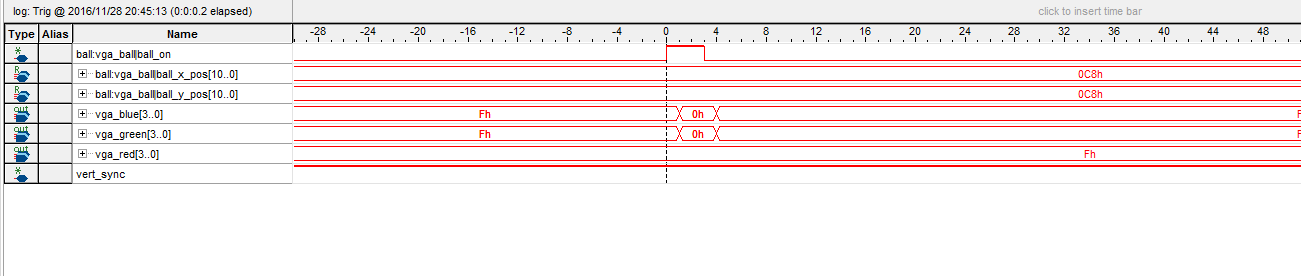 log: Trig @ 2016/11/28 20:45:13 (0:0:0.2 elapsed) click to insert time bar
Type Alias Name -28 -24 -20 -16 -12 -8 -4 0 4 8 12 16 20 24 28 32 36 40 44 48
* ball:vga_ball|ball_on
R ball:vga_ball|ball_x_pos[10..0] 0C8h
R ball:vga_ball|ball_y_pos[10..0] 0C8h
out vga_blue[3..0] Fh 0h F
out vga_green[3..0] Fh 0h F
out vga_red[3..0] Fh
* vert_sync